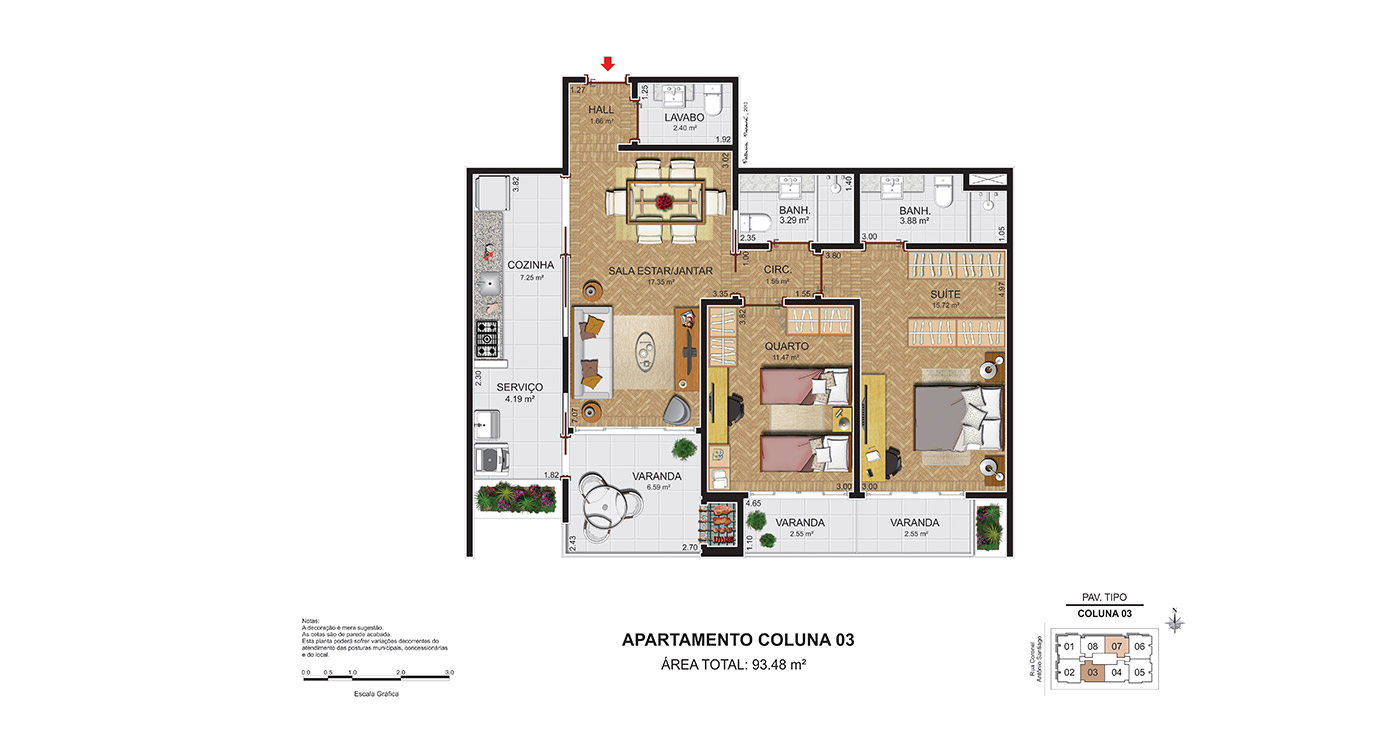 1.27
HALL
1.66 m²
1.25
LAVABO
2.40 m²
1.92
3.02
3.82
COZINHA
7.25 m²
SALA ESTAR/JANTAR
17.35 m²
3.35
7.07
BANH.
3.29 m²
1.40
2.35
BANH.
3.88 m²
3.00
1.05
1.00
CIRC.
1.55 m²
1.55
3.80
SUÍTE
15.72 m²
4.97
3.82
QUARTO
11.47 m²
3.00
3.00
2.30
SERVIÇO
4.19 m²
1.82
VARANDA
6.59 m²
2.43
2.70
4.65
VARANDA
2.55 m²
1.10
VARANDA
2.55 m²
Notas:
A decoração é mera sugestão.
As cotas são de parede acabada.
Esta planta poderá sofrer variações decorrentes do
atendimento das posturas municipais, concessionárias
e do local.
0.0 0.5 1.0 2.0 3.0
Escala Gráfica
APARTAMENTO COLUNA 03
ÁREA TOTAL: 93.48 m²
PAV. TIPO
COLUNA 03
N
Rua Coronel
Antônio Santiago
01 08 07 06
02 03 04 05